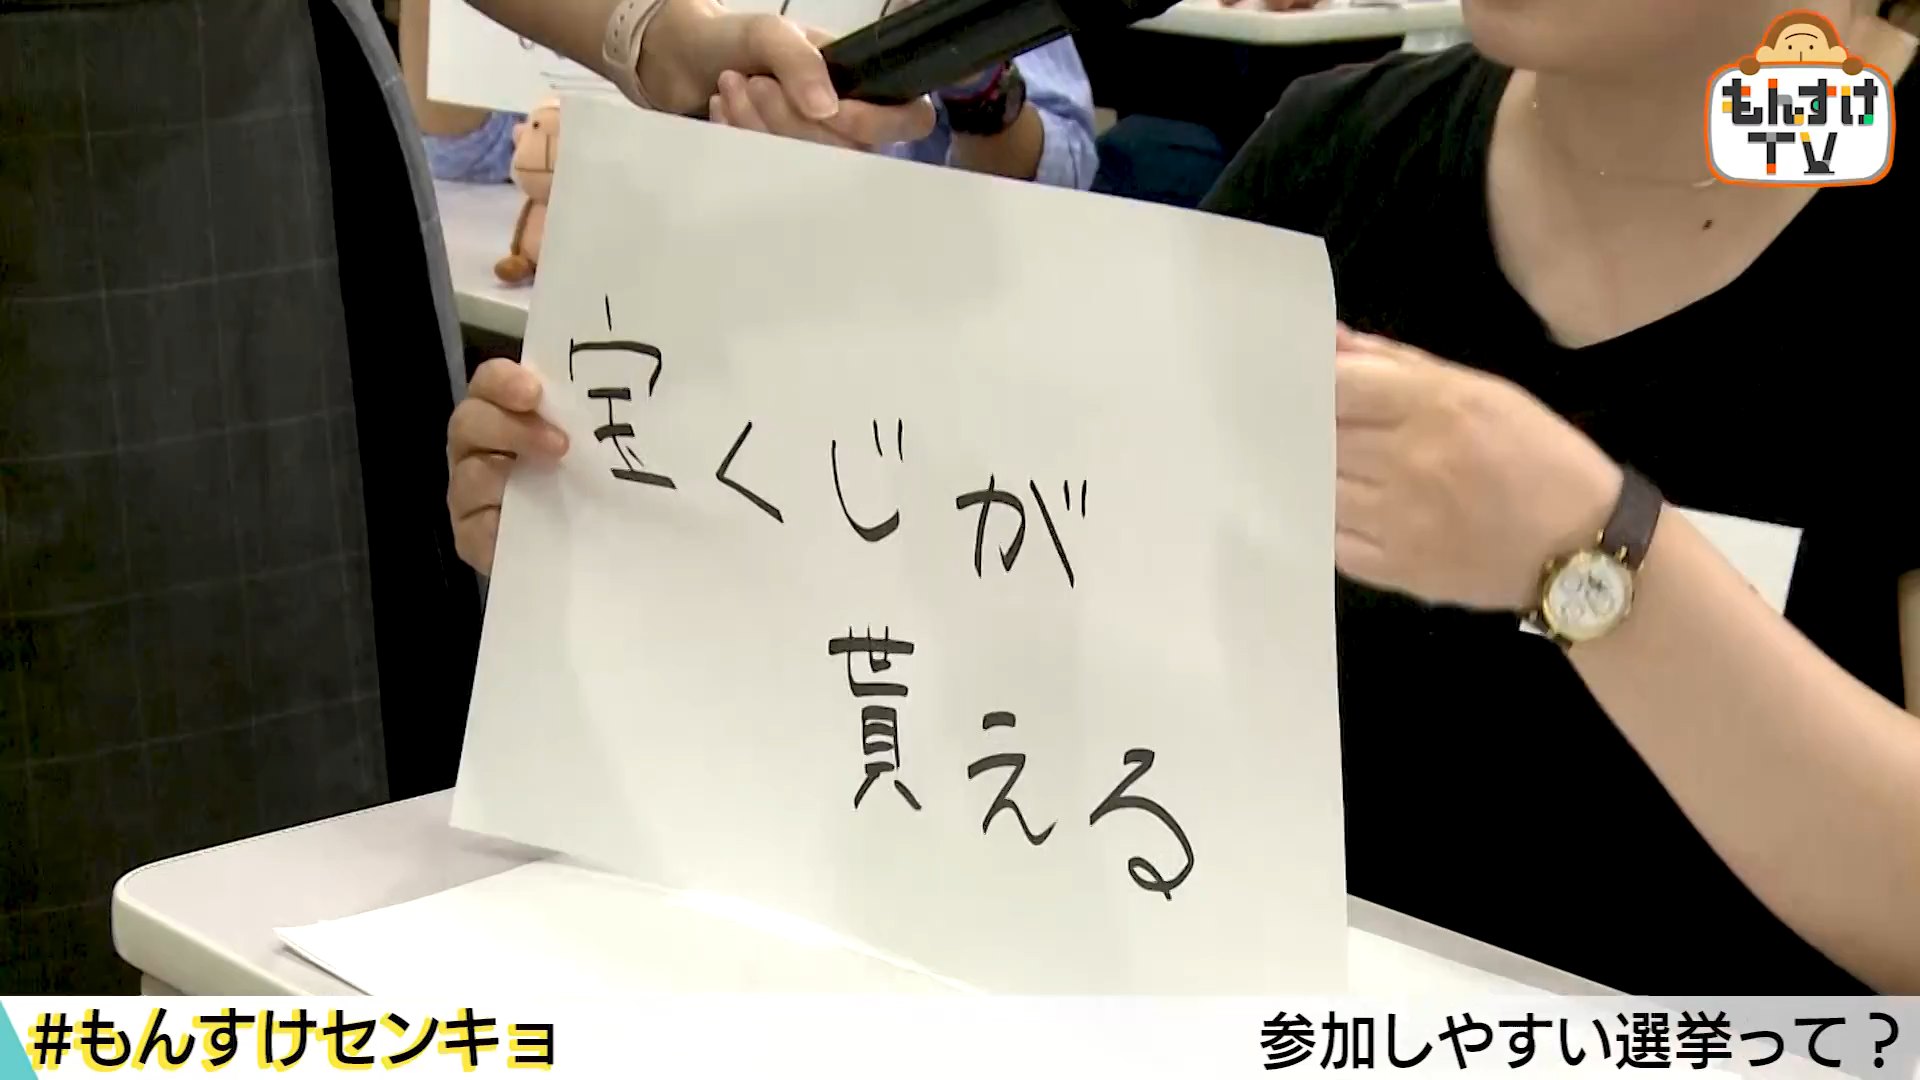 もんすけ
TV
宝くじが
貰える
#もんすけセンキョ
参加しやすい選挙って？